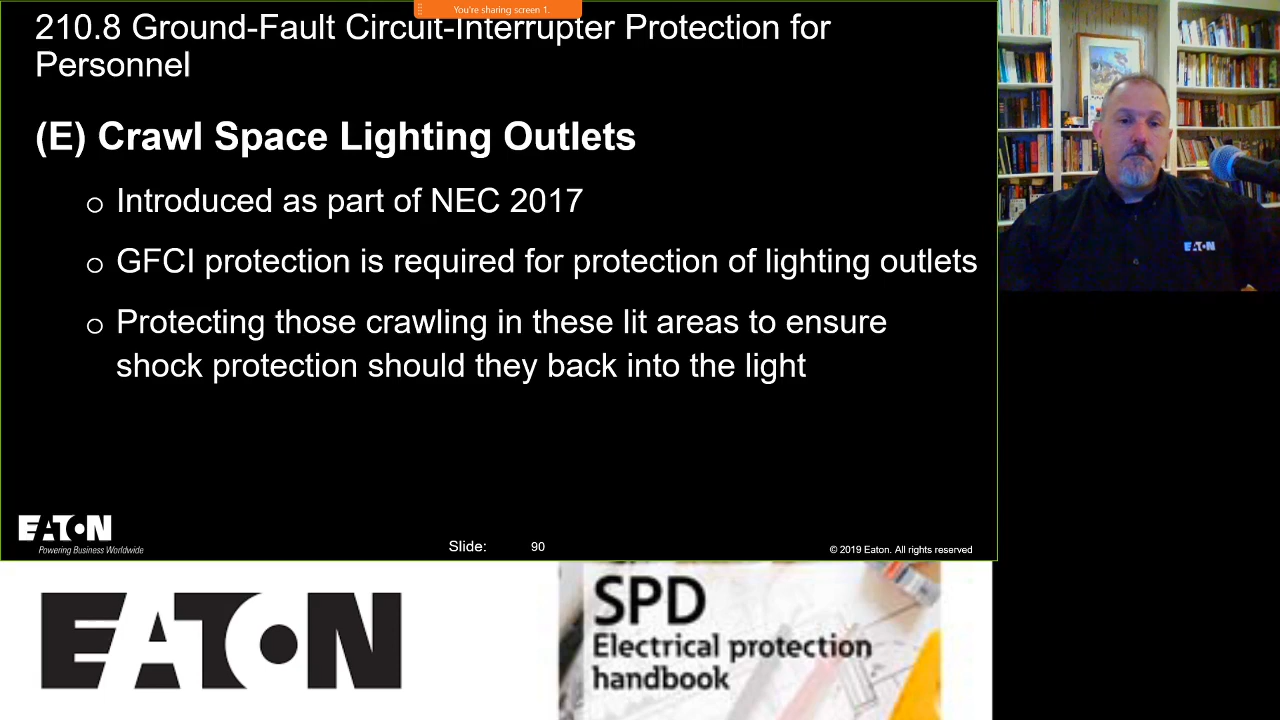 You're sharing screen 1.
210.8 Ground-Fault Circuit-Interrupter Protection for
Personnel
(E) Crawl Space Lighting Outlets
o Introduced as part of NEC 2017
o GFCI protection is required for protection of lighting outlets
o Protecting those crawling in these lit areas to ensure
shock protection should they back into the light
EATON
EATON
Powering Business Worldwide
Slide: 90
© 2019 Eaton. All rights reserved
EATON
SPD
Electrical protection
handbook